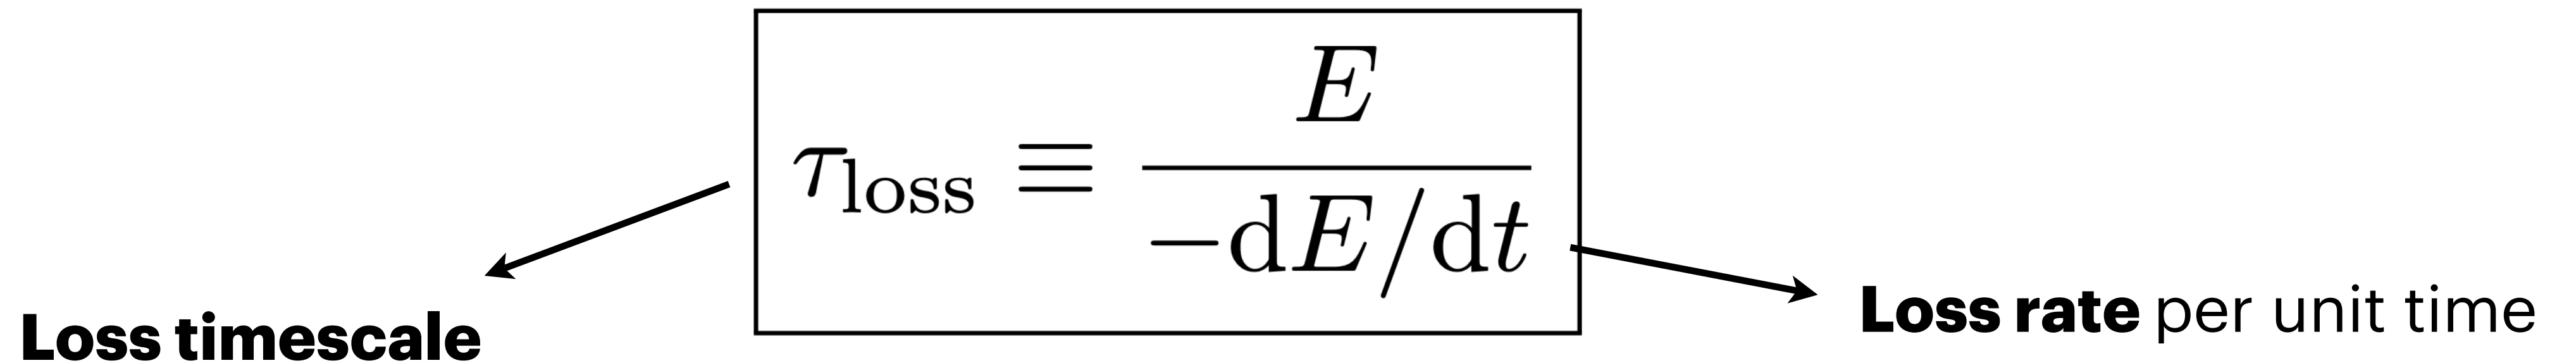 τ_loss ≡ E / (−dE/dt)
Loss timescale
Loss rate per unit time